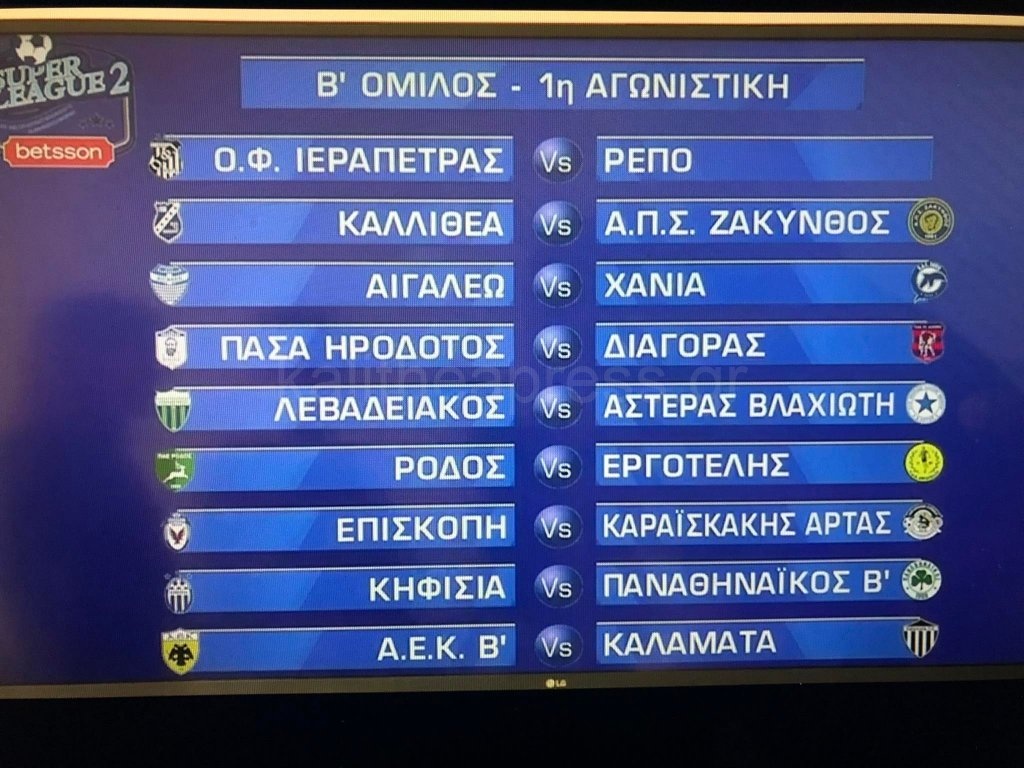 SUPER
LEAGUE 2
betsson
Β' ΟΜΙΛΟΣ - 1η ΑΓΩΝΙΣΤΙΚΗ
Ο.Φ. ΙΕΡΑΠΕΤΡΑΣ Vs ΡΕΠΟ
ΚΑΛΛΙΘΕΑ Vs Α.Π.Σ. ΖΑΚΥΝΘΟΣ
ΑΙΓΑΛΕΩ Vs ΧΑΝΙΑ
ΠΑΣΑ ΗΡΟΔΟΤΟΣ Vs ΔΙΑΓΟΡΑΣ
kallitheapress.gr
ΛΕΒΑΔΕΙΑΚΟΣ Vs ΑΣΤΕΡΑΣ ΒΛΑΧΙΩΤΗ
ΡΟΔΟΣ Vs ΕΡΓΟΤΕΛΗΣ
ΕΠΙΣΚΟΠΗ Vs ΚΑΡΑΪΣΚΑΚΗΣ ΑΡΤΑΣ
ΚΗΦΙΣΙΑ Vs ΠΑΝΑΘΗΝΑΪΚΟΣ Β'
Α.Ε.Κ. Β' Vs ΚΑΛΑΜΑΤΑ
LG